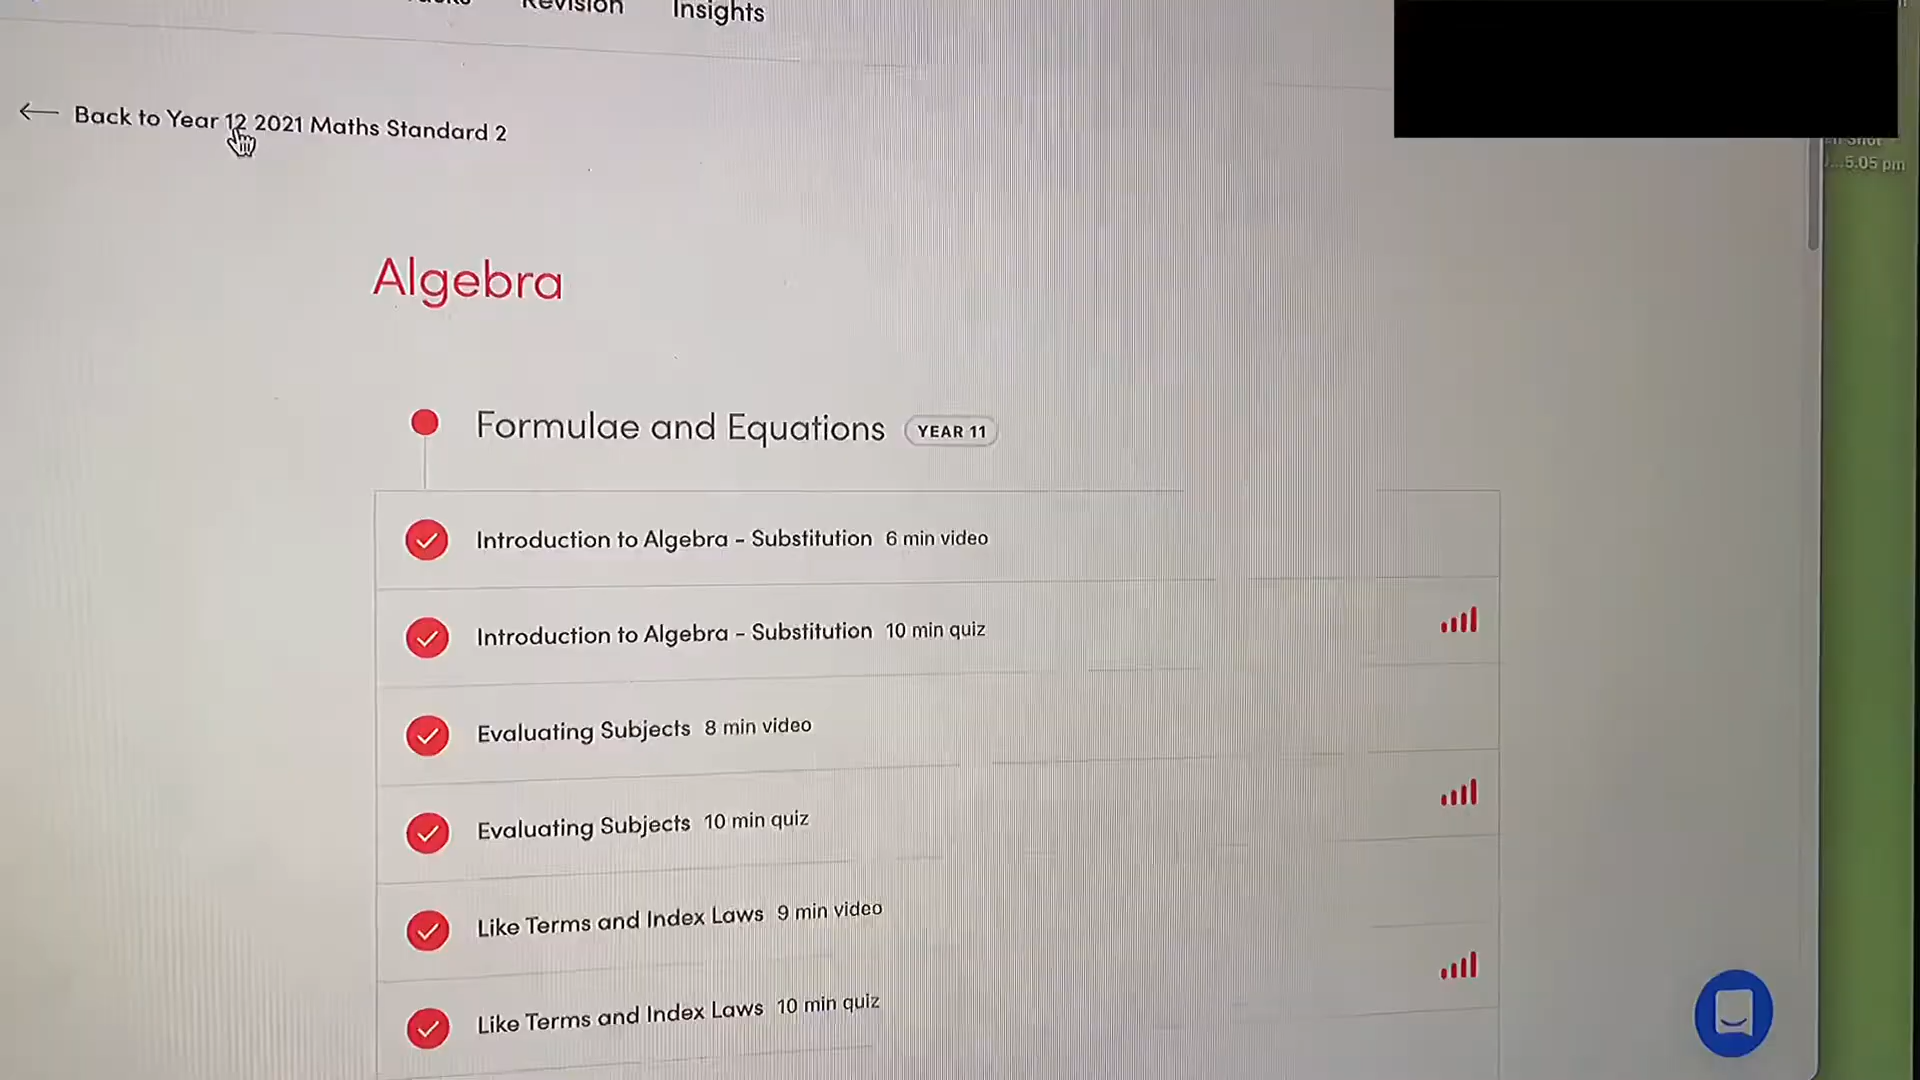 Revision Insights
Back to Year 12 2021 Maths Standard 2
5.05 pm
Algebra
Formulae and Equations YEAR 11
Introduction to Algebra - Substitution 6 min video
Introduction to Algebra - Substitution 10 min quiz
Evaluating Subjects 8 min video
Evaluating Subjects 10 min quiz
Like Terms and Index Laws 9 min video
Like Terms and Index Laws 10 min quiz